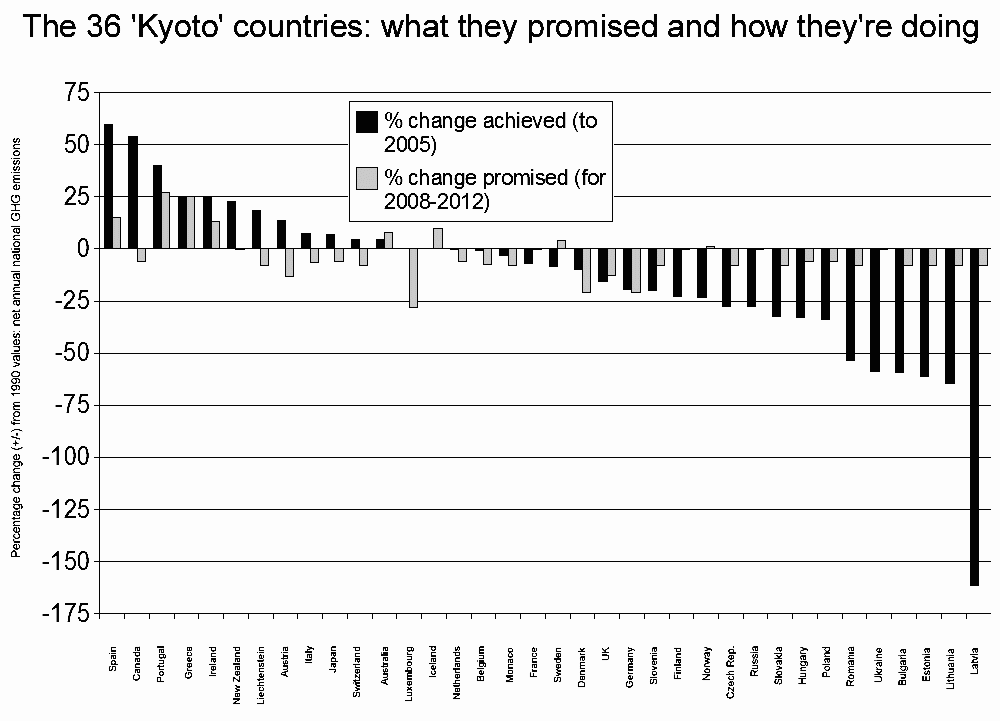 The 36 'Kyoto' countries: what they promised and how they're doing
Percentage change (+/-) from 1990 values: net annual national GHG emissions
75
50
25
0
-25
-50
-75
-100
-125
-150
-175
% change achieved (to
2005)
% change promised (for
2008-2012)
Spain
Canada
Portugal
Greece
Ireland
New Zealand
Liechtenstein
Austria
Italy
Japan
Switzerland
Australia
Luxembourg
Iceland
Netherlands
Belgium
Monaco
France
Sweden
Denmark
UK
Germany
Slovenia
Finland
Norway
Czech Rep.
Russia
Slovakia
Hungary
Poland
Romania
Ukraine
Bulgaria
Estonia
Lithuania
Latvia